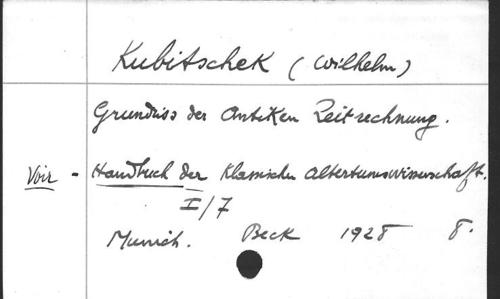 Kubitschek (Wilhelm)
Grundriss der Antiken Zeitrechnung.
Voir - Handbuch der Klassischen Altertumswissenschaft.
I/7
Munich. Beck 1928 8.